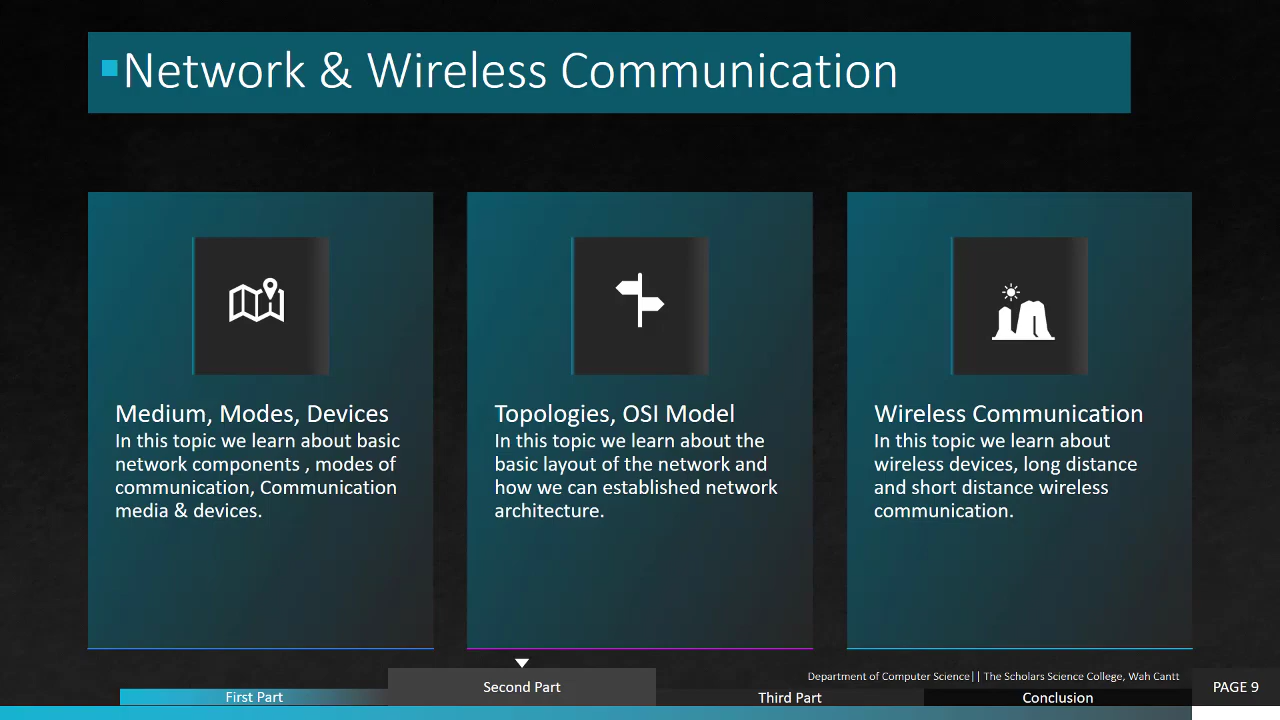 Network & Wireless Communication
Medium, Modes, Devices
In this topic we learn about basic
network components , modes of
communication, Communication
media & devices.
Topologies, OSI Model
In this topic we learn about the
basic layout of the network and
how we can established network
architecture.
Wireless Communication
In this topic we learn about
wireless devices, long distance
and short distance wireless
communication.
Department of Computer Science|| The Scholars Science College, Wah Cantt
First Part
Second Part
Third Part
Conclusion
PAGE 9